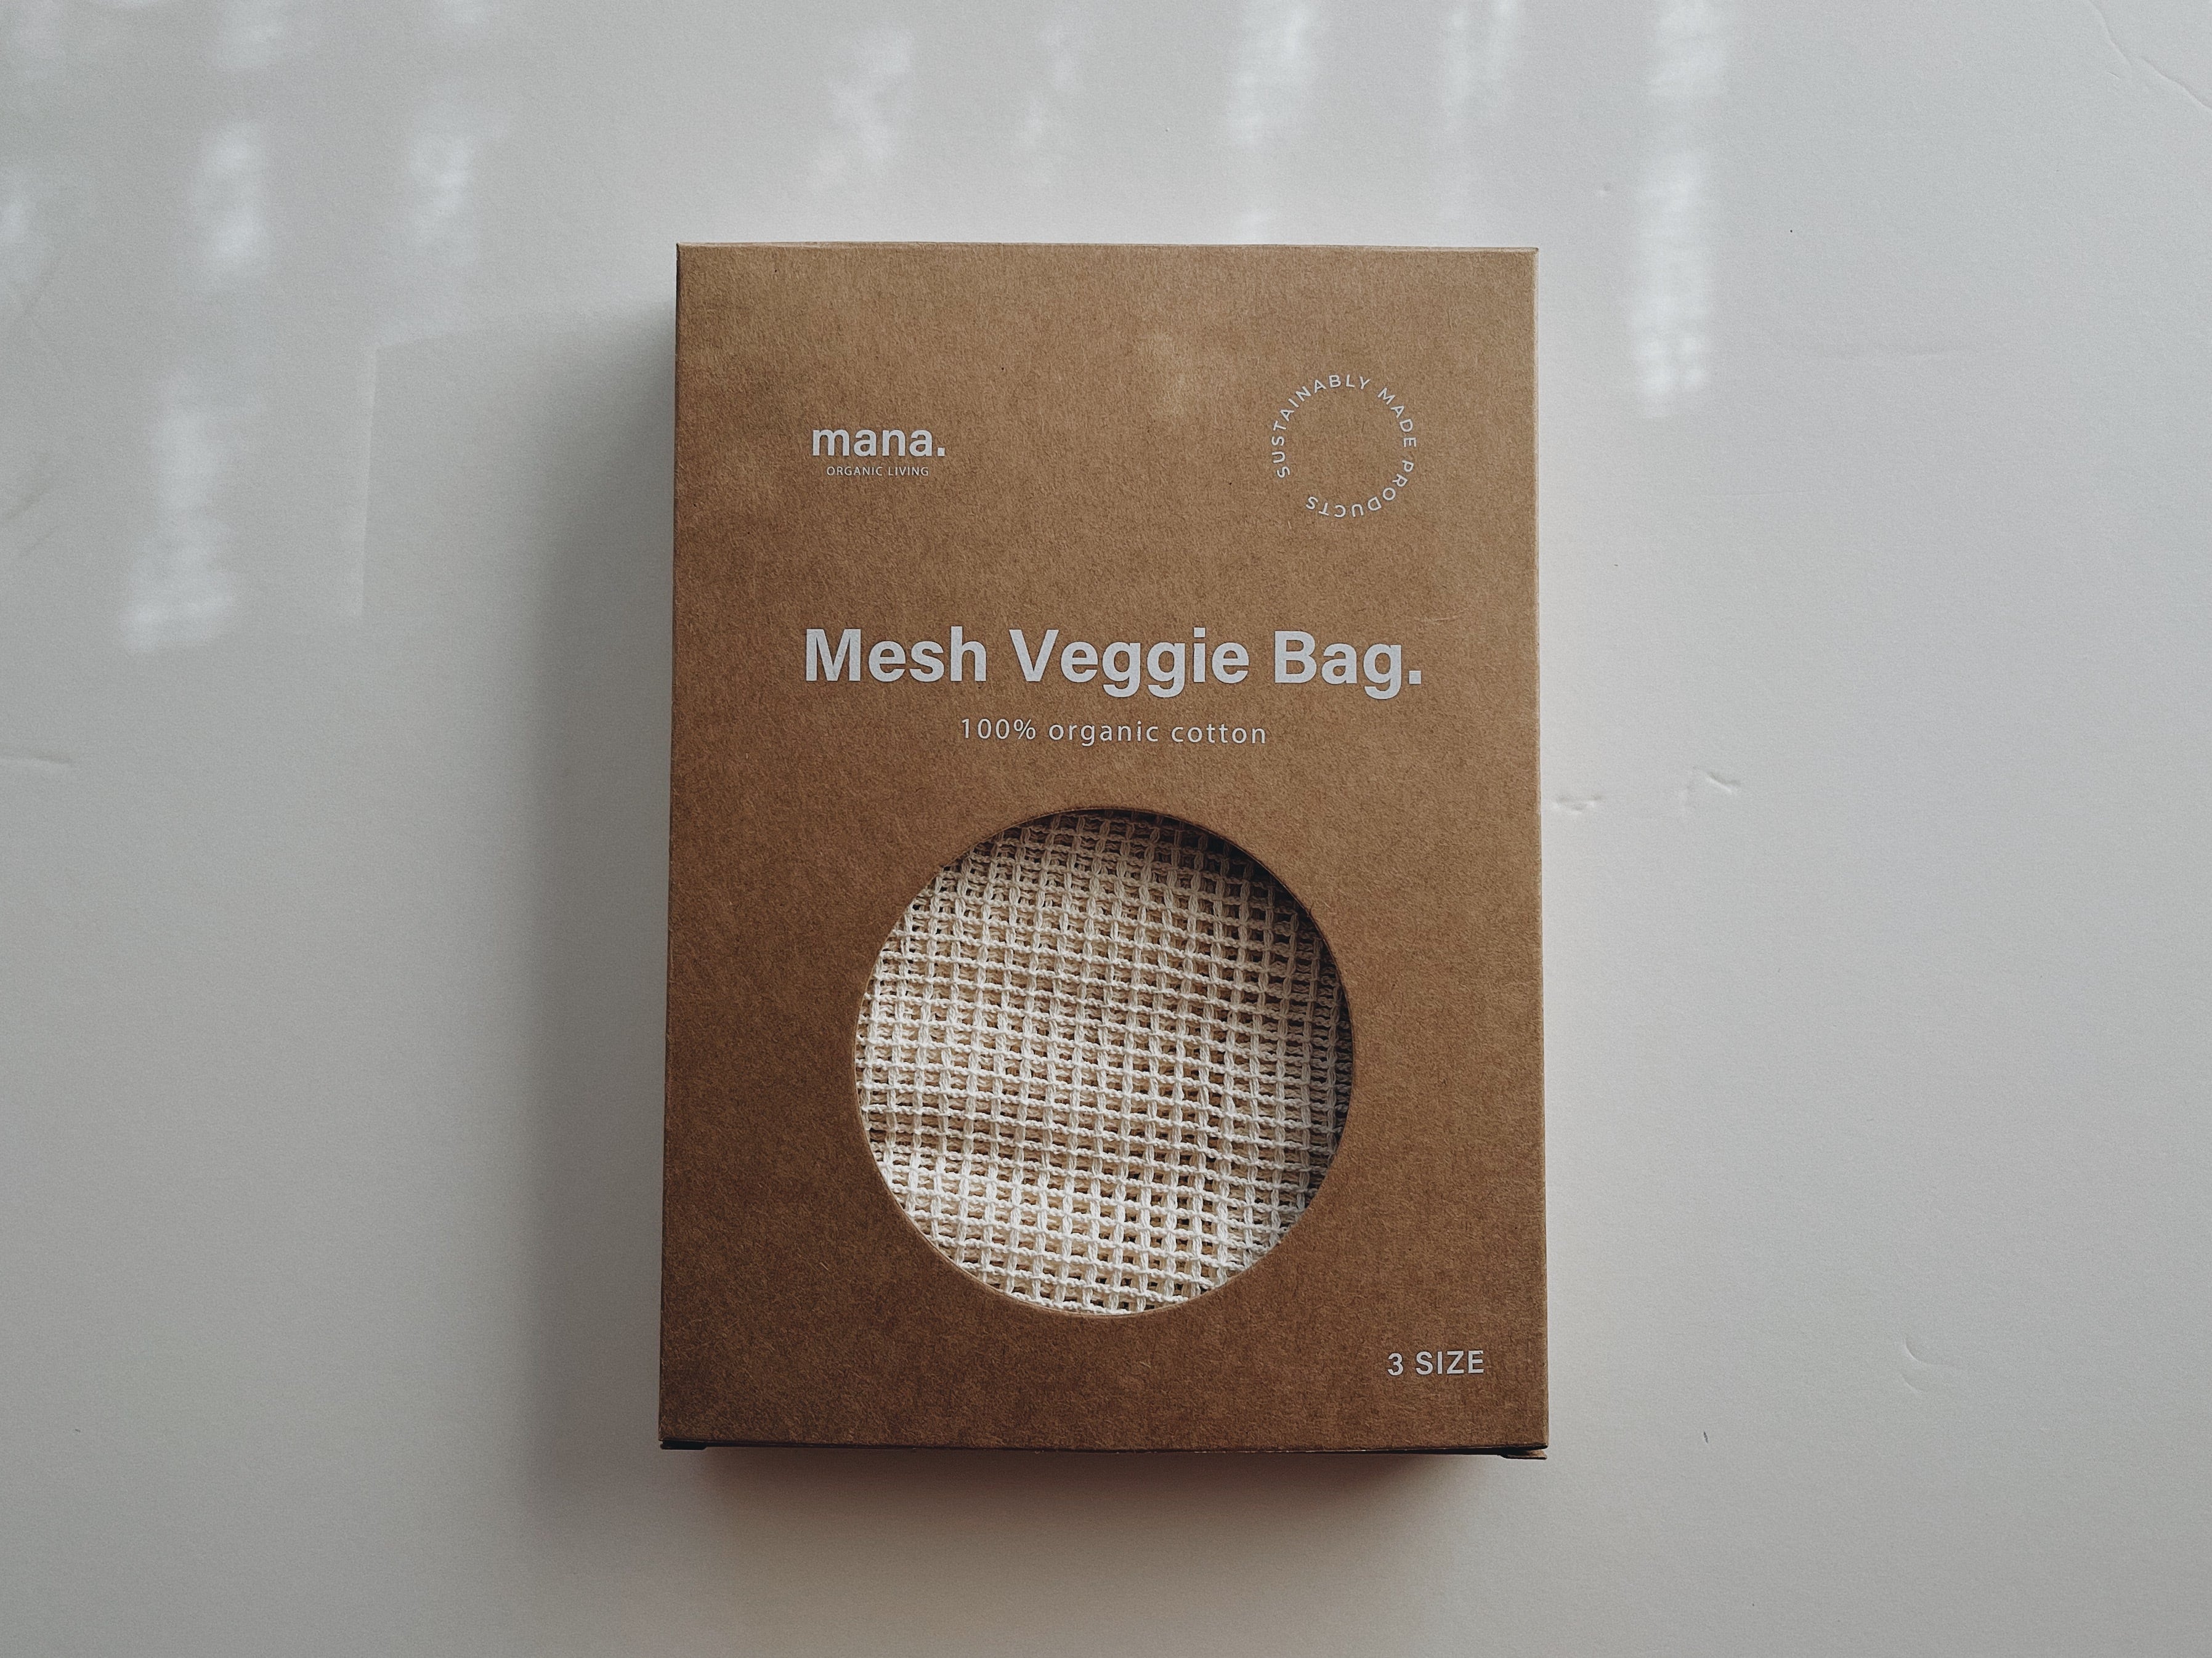 mana.
ORGANIC LIVING
SUSTAINABLY MADE PRODUCTS
Mesh Veggie Bag.
100% organic cotton
3 SIZE